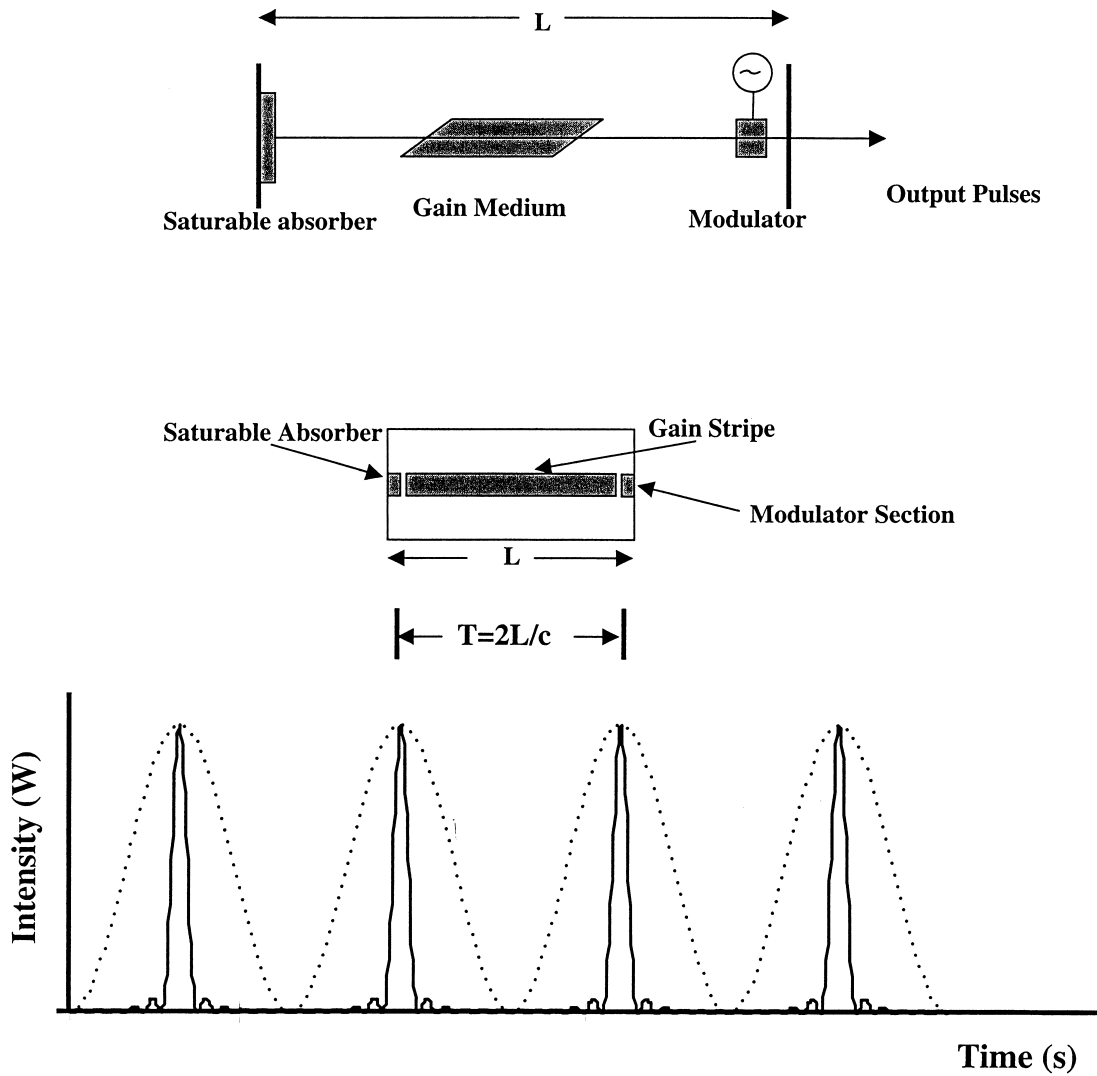 L
Saturable absorber
Gain Medium
Modulator
Output Pulses
~
Saturable Absorber
Gain Stripe
Modulator Section
L
T=2L/c
Intensity (W)
Time (s)